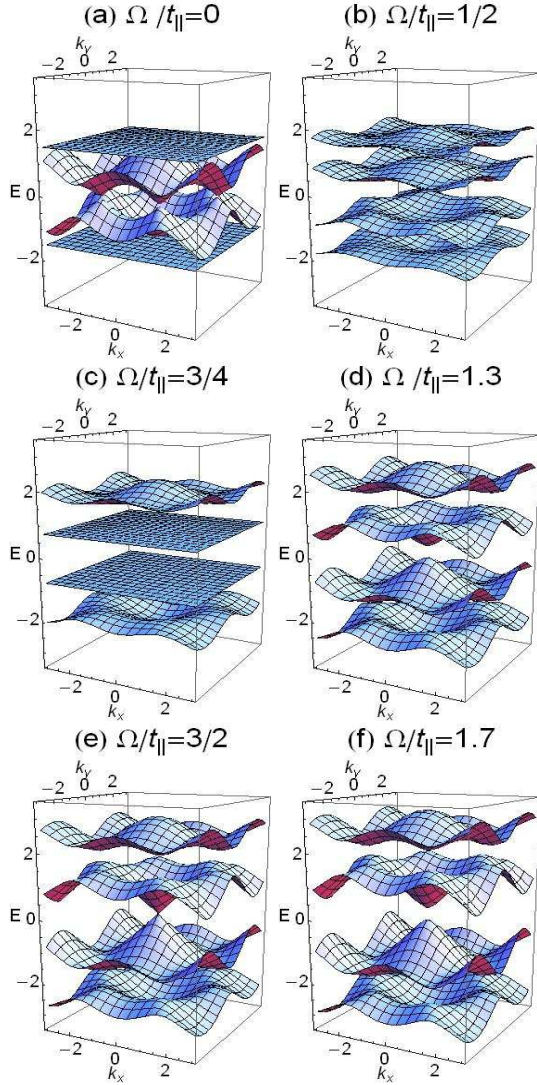 (a) Ω /t||=0
(b) Ω/t||=1/2
kY
−2 0 2
2
E 0
−2
−2 0 2
kx
kY
−2 0 2
2
E 0
−2
−2 0 2
kx
(c) Ω/t||=3/4
(d) Ω /t||=1.3
kY
−2 0 2
2
E 0
−2
−2 0 2
kx
kY
−2 0 2
2
E 0
−2
−2 0 2
kx
(e) Ω/t||=3/2
(f) Ω/t||=1.7
kY
−2 0 2
2
E 0
−2
−2 0 2
kx
kY
−2 0 2
2
E 0
−2
−2 0 2
kx